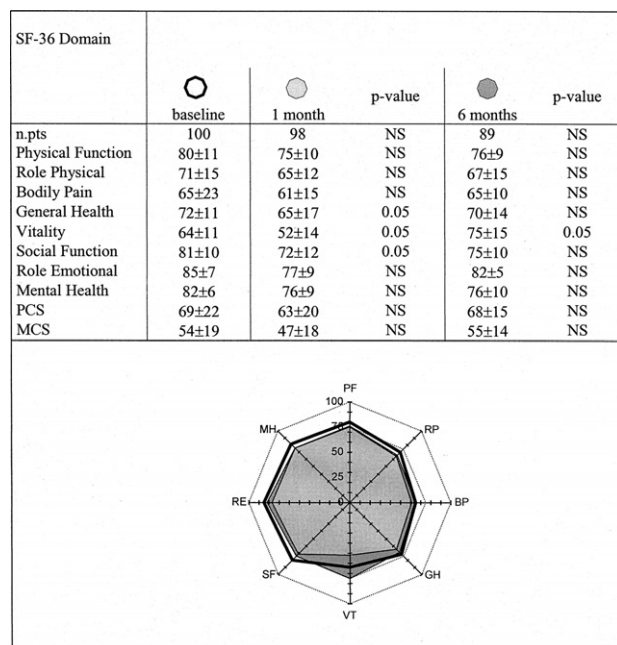 SF-36 Domain
baseline 1 month p-value 6 months p-value
n.pts 100 98 NS 89 NS
Physical Function 80±11 75±10 NS 76±9 NS
Role Physical 71±15 65±12 NS 67±15 NS
Bodily Pain 65±23 61±15 NS 65±10 NS
General Health 72±11 65±17 0.05 70±14 NS
Vitality 64±11 52±14 0.05 75±15 0.05
Social Function 81±10 72±12 0.05 75±10 NS
Role Emotional 85±7 77±9 NS 82±5 NS
Mental Health 82±6 76±9 NS 76±10 NS
PCS 69±22 63±20 NS 68±15 NS
MCS 54±19 47±18 NS 55±14 NS
PF
100
MH 75 RP
50
25
RE 0 BP
SF GH
VT